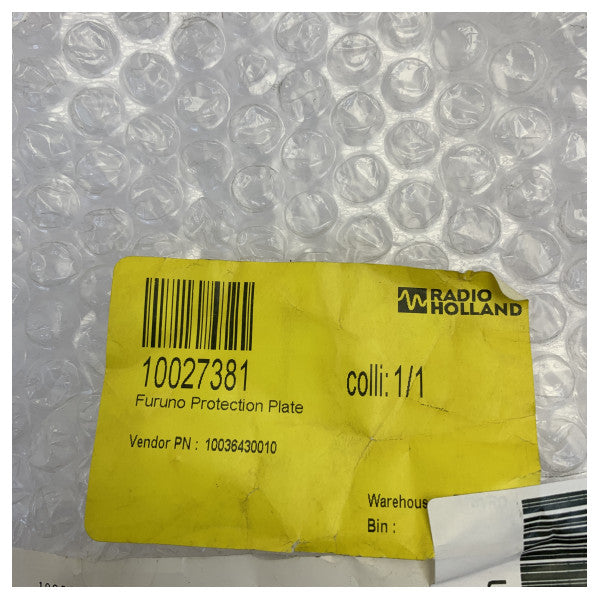 RADIO
HOLLAND
10027381
colli: 1/1
Furuno Protection Plate
Vendor PN : 10036430010
Warehous
Bin :